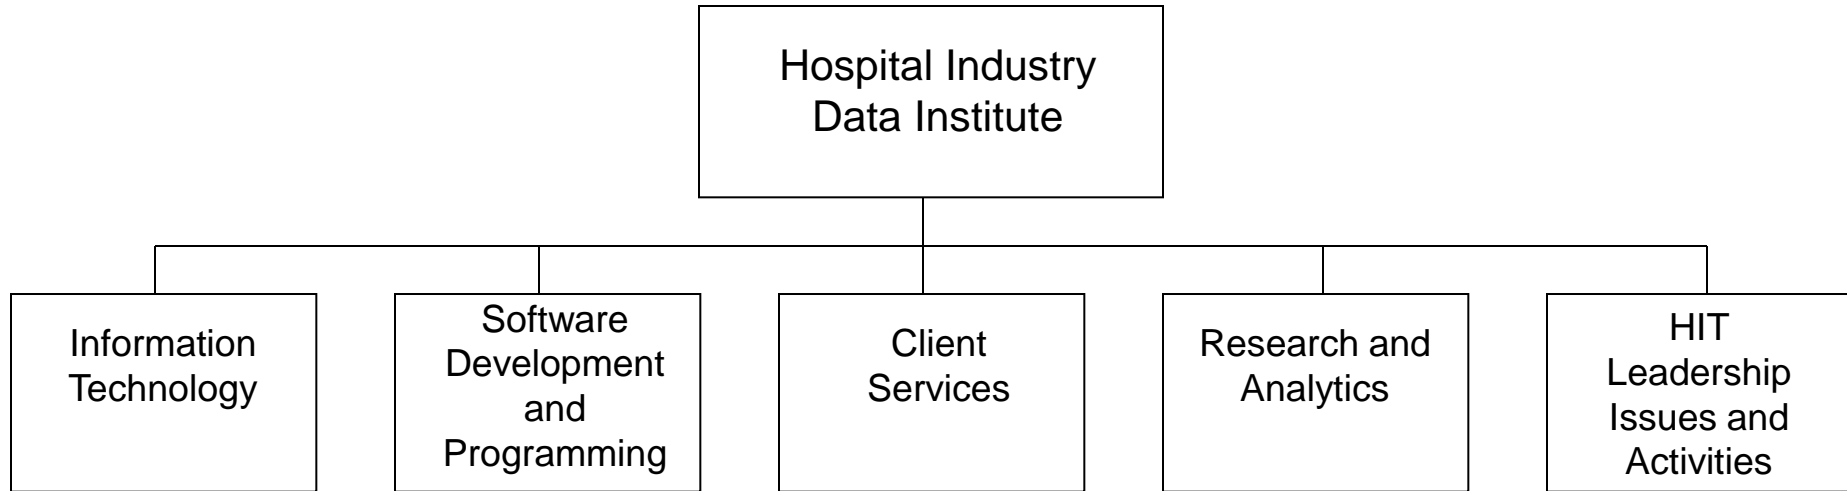 Hospital Industry
Data Institute
Information
Technology
Software
Development
and
Programming
Client
Services
Research and
Analytics
HIT
Leadership
Issues and
Activities